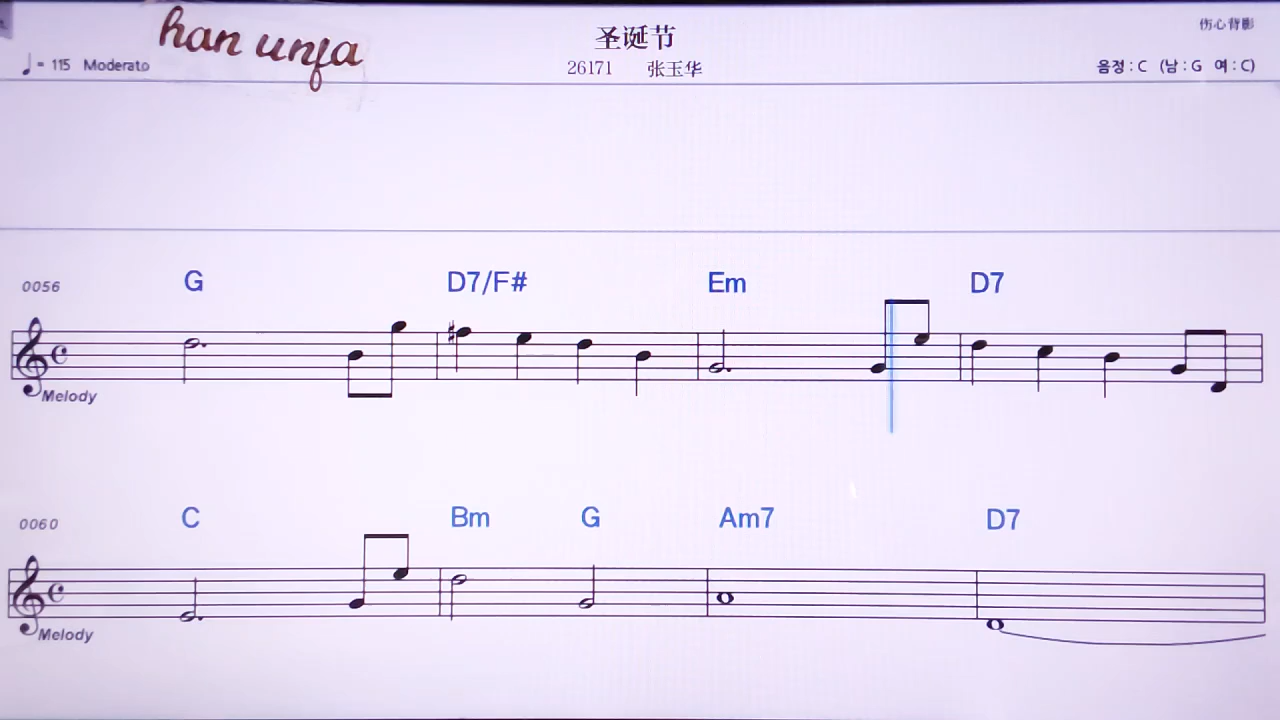 han unfa
圣诞节
伤心背影
♩= 115 Moderato
26171 张玉华
음정 : C (남 : G 여 : C)
0056 G D7/F# Em D7
Melody
0060 C Bm G Am7 D7
Melody